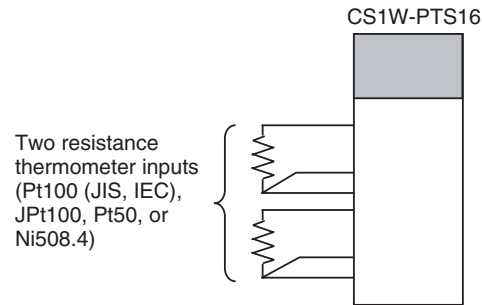 CS1W-PTS16
Two resistance
thermometer inputs
(Pt100 (JIS, IEC),
JPt100, Pt50, or
Ni508.4)